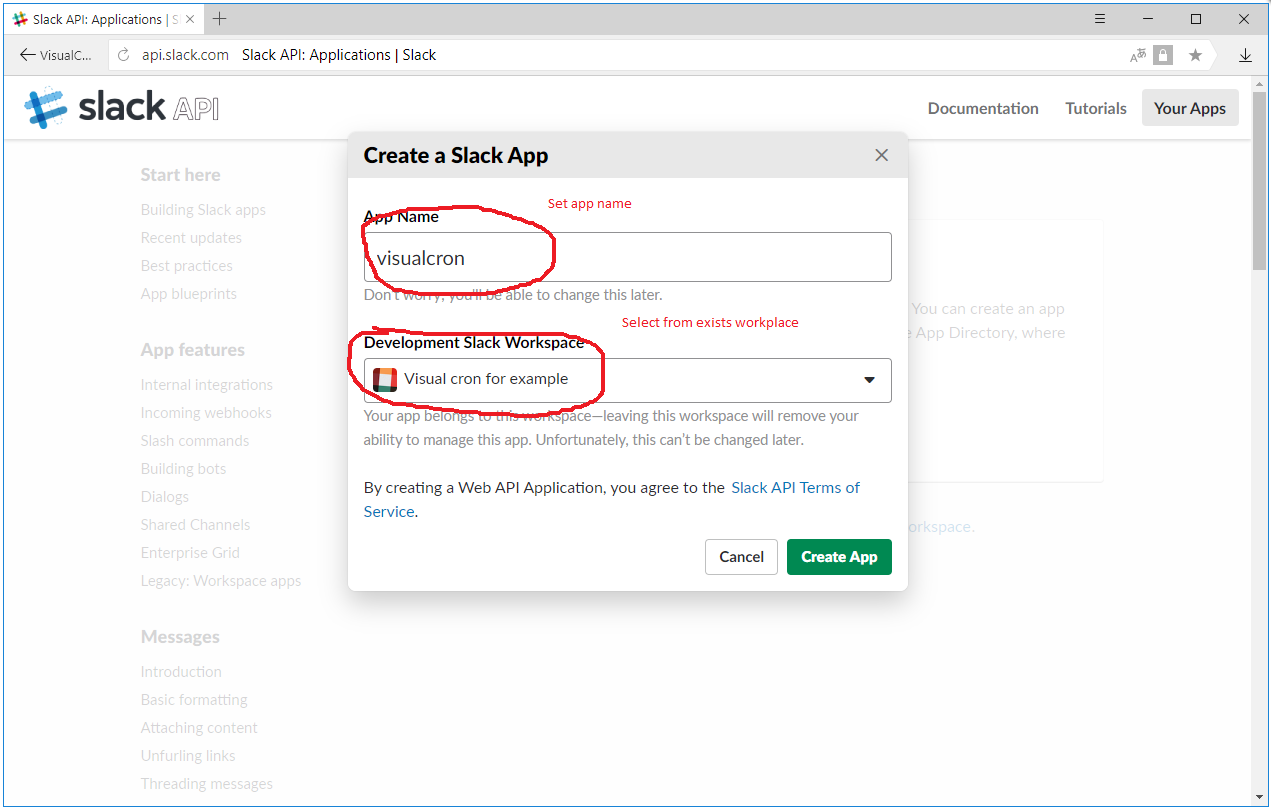 Slack API: Applications | S
VisualC...
api.slack.com Slack API: Applications | Slack
slack API
Documentation
Tutorials
Your Apps
Start here
Building Slack apps
Recent updates
Best practices
App blueprints
App features
Internal integrations
Incoming webhooks
Slash commands
Building bots
Dialogs
Shared Channels
Enterprise Grid
Legacy: Workspace apps
Messages
Introduction
Basic formatting
Attaching content
Unfurling links
Threading messages
Create a Slack App
Set app name
App Name
visualcron
Don't worry, you'll be able to change this later.
Select from exists workplace
Development Slack Workspace
Visual cron for example
Your app belongs to this workspace—leaving this workspace will remove your
ability to manage this app. Unfortunately, this can't be changed later.
By creating a Web API Application, you agree to the Slack API Terms of
Service.
Cancel
Create App
You can create an app
App Directory, where
orkspace.